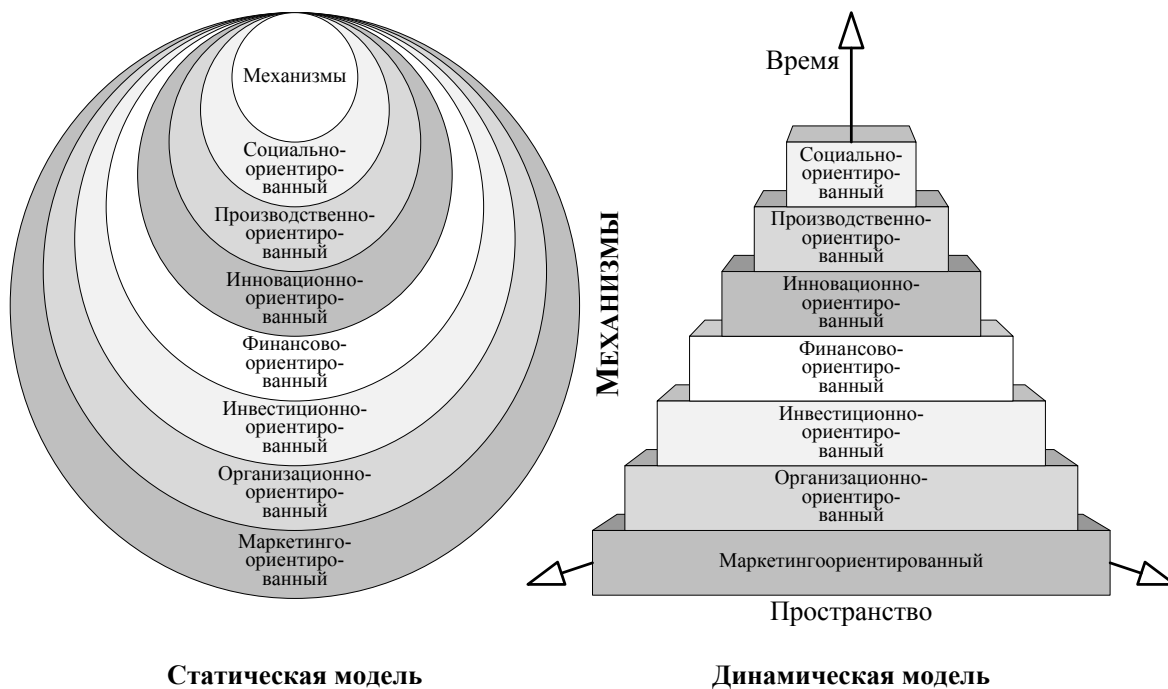 Механизмы
Социально-
ориентиро-
ванный
Производственно-
ориентиро-
ванный
Инновационно-
ориентиро-
ванный
Финансово-
ориентиро-
ванный
Инвестиционно-
ориентиро-
ванный
Организационно-
ориентиро-
ванный
Маркетинго-
ориентиро-
ванный
Статическая модель
МЕХАНИЗМЫ
Время
Социально-
ориентиро-
ванный
Производственно-
ориентиро-
ванный
Инновационно-
ориентиро-
ванный
Финансово-
ориентиро-
ванный
Инвестиционно-
ориентиро-
ванный
Организационно-
ориентиро-
ванный
Маркетингоориентированный
Пространство
Динамическая модель